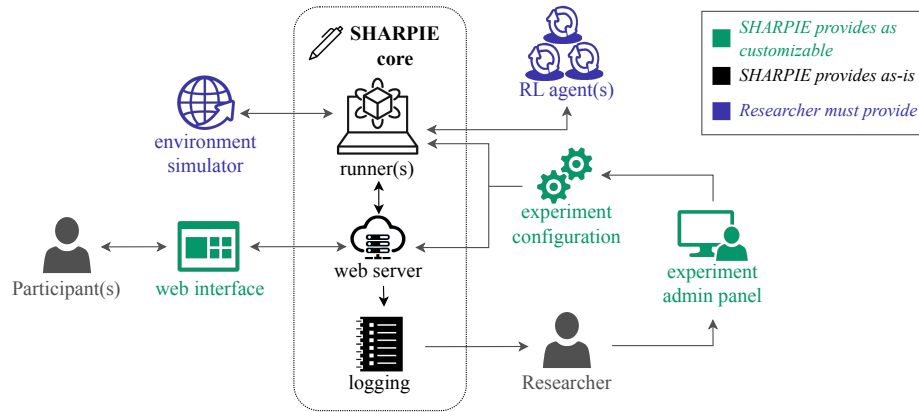 SHARPIE
core
RL agent(s)
SHARPIE provides as
customizable
SHARPIE provides as-is
Researcher must provide
environment
simulator
runner(s)
experiment
configuration
Participant(s)
web interface
web server
experiment
admin panel
logging
Researcher